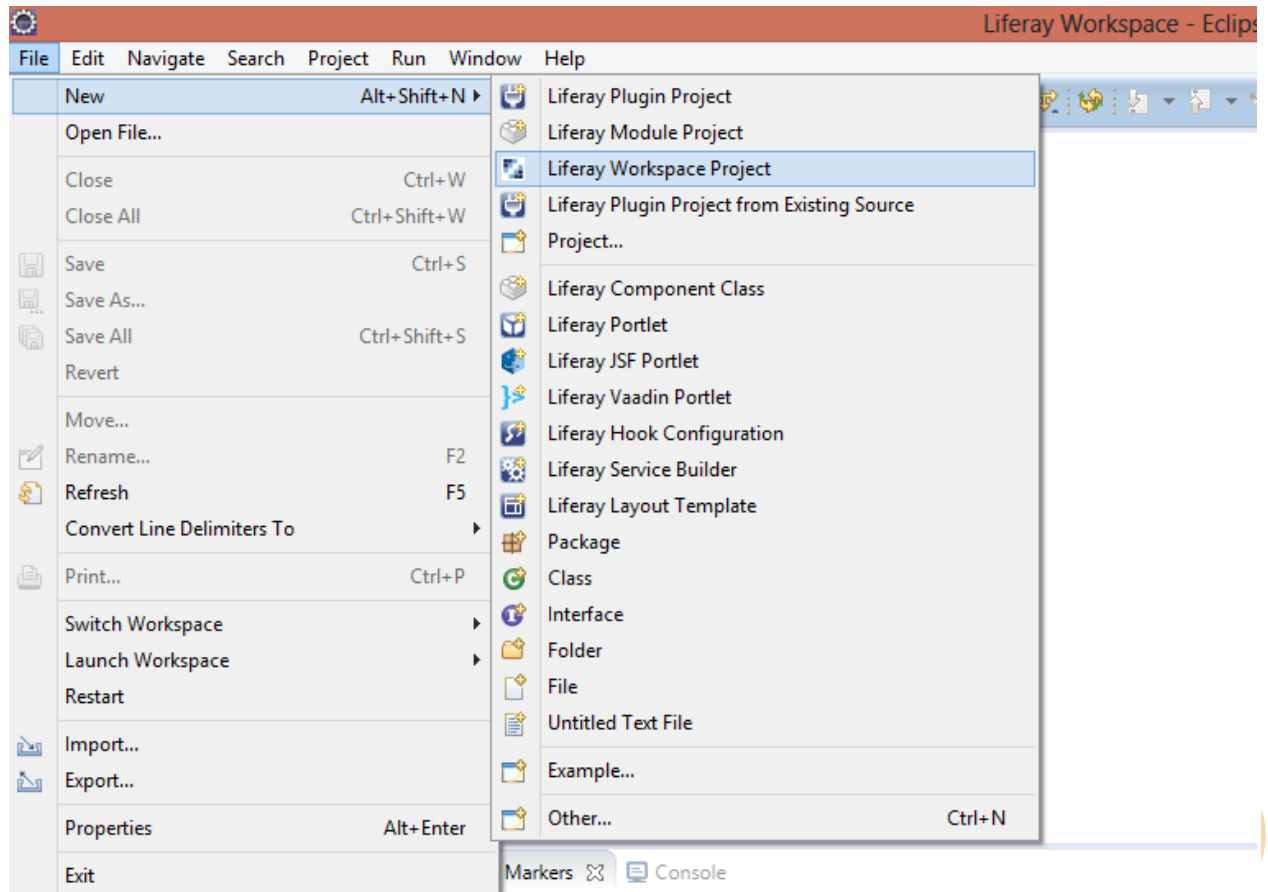 Liferay Workspace - Eclips
File Edit Navigate Search Project Run Window Help
New Alt+Shift+N
Open File...
Close Ctrl+W
Close All Ctrl+Shift+W
Save Ctrl+S
Save As...
Save All Ctrl+Shift+S
Revert
Move...
Rename... F2
Refresh F5
Convert Line Delimiters To
Print... Ctrl+P
Switch Workspace
Launch Workspace
Restart
Import...
Export...
Properties Alt+Enter
Exit
Liferay Plugin Project
Liferay Module Project
Liferay Workspace Project
Liferay Plugin Project from Existing Source
Project...
Liferay Component Class
Liferay Portlet
Liferay JSF Portlet
Liferay Vaadin Portlet
Liferay Hook Configuration
Liferay Service Builder
Liferay Layout Template
Package
Class
Interface
Folder
File
Untitled Text File
Example...
Other... Ctrl+N
Markers Console